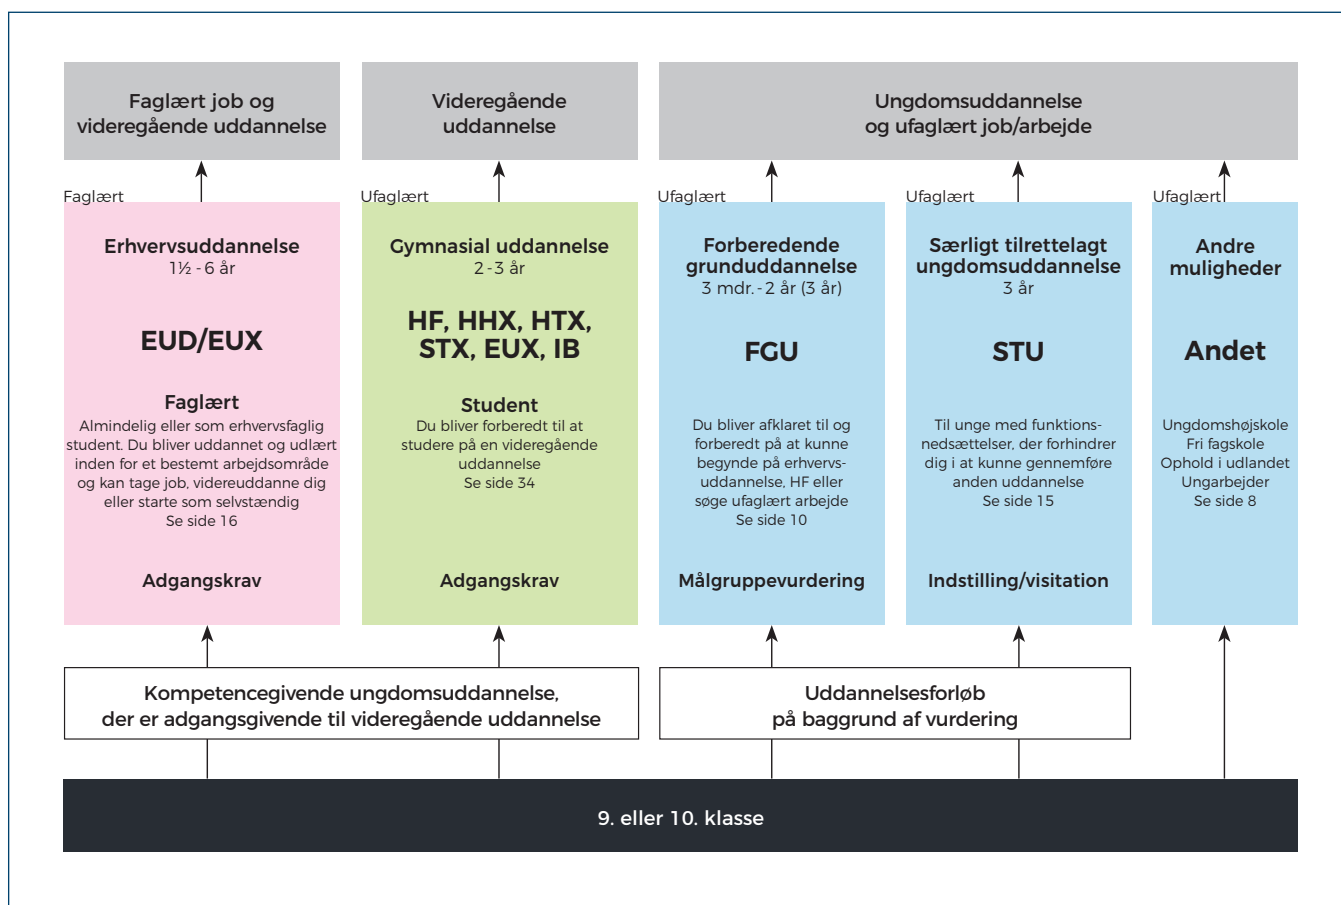 Faglært job og
videregående uddannelse
Videregående
uddannelse
Ungdomsuddannelse
og ufaglært job/arbejde
Faglært
Ufaglært
Ufaglært
Ufaglært
Ufaglært
Erhvervsuddannelse
1½ - 6 år
EUD/EUX
Faglært
Almindelig eller som erhvervsfaglig
student. Du bliver uddannet og udlært
inden for et bestemt arbejdsområde
og kan tage job, videreuddanne dig
eller starte som selvstændig
Se side 16
Adgangskrav
Gymnasial uddannelse
2 - 3 år
HF, HHX, HTX,
STX, EUX, IB
Student
Du bliver forberedt til at
studere på en videregående
uddannelse
Se side 34
Adgangskrav
Forberedende
grunduddannelse
3 mdr. - 2 år (3 år)
FGU
Du bliver afklaret til og
forberedt på at kunne
begynde på erhvervs-
uddannelse, HF eller
søge ufaglært arbejde
Se side 10
Målgruppevurdering
Særligt tilrettelagt
ungdomsuddannelse
3 år
STU
Til unge med funktions-
nedsættelser, der forhindrer
dig i at kunne gennemføre
anden uddannelse
Se side 15
Indstilling/visitation
Andre
muligheder
Andet
Ungdomshøjskole
Fri fagskole
Ophold i udlandet
Ungarbejder
Se side 8
Kompetencegivende ungdomsuddannelse,
der er adgangsgivende til videregående uddannelse
Uddannelsesforløb
på baggrund af vurdering
9. eller 10. klasse